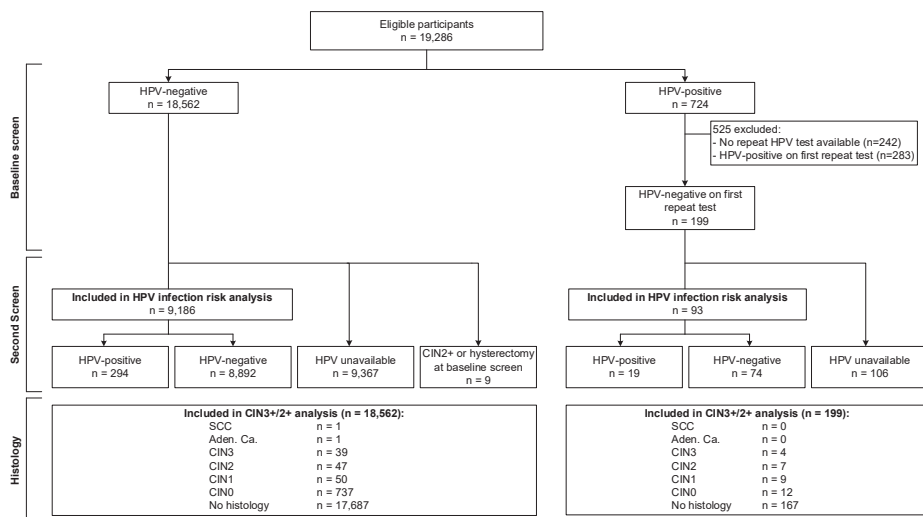 Eligible participants
n = 19,286
Baseline screen
HPV-negative
n = 18,562
HPV-positive
n = 724
525 excluded:
- No repeat HPV test available (n=242)
- HPV-positive on first repeat test (n=283)
HPV-negative on first
repeat test
n = 199
Second Screen
Included in HPV infection risk analysis
n = 9,186
HPV-positive
n = 294
HPV-negative
n = 8,892
HPV unavailable
n = 9,367
CIN2+ or hysterectomy
at baseline screen
n = 9
Included in HPV infection risk analysis
n = 93
HPV-positive
n = 19
HPV-negative
n = 74
HPV unavailable
n = 106
Histology
Included in CIN3+/2+ analysis (n = 18,562):
SCC n = 1
Aden. Ca. n = 1
CIN3 n = 39
CIN2 n = 47
CIN1 n = 50
CIN0 n = 737
No histology n = 17,687
Included in CIN3+/2+ analysis (n = 199):
SCC n = 0
Aden. Ca. n = 0
CIN3 n = 4
CIN2 n = 7
CIN1 n = 9
CIN0 n = 12
No histology n = 167